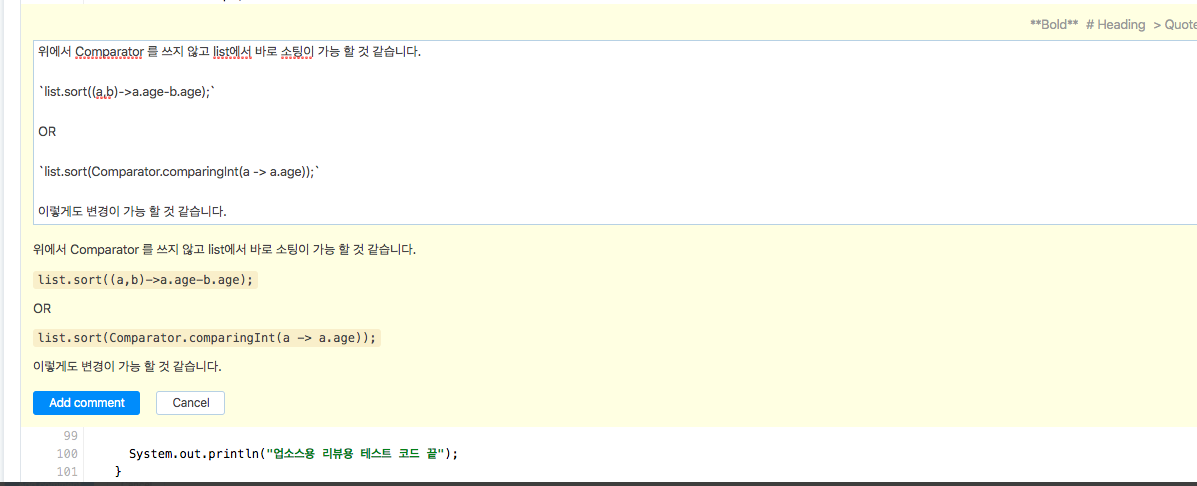 **Bold** # Heading > Quote
위에서 Comparator 를 쓰지 않고 list에서 바로 소팅이 가능 할 것 같습니다.
`list.sort((a,b)->a.age-b.age);`
OR
`list.sort(Comparator.comparingInt(a -> a.age));`
이렇게도 변경이 가능 할 것 같습니다.
위에서 Comparator 를 쓰지 않고 list에서 바로 소팅이 가능 할 것 같습니다.
list.sort((a,b)->a.age-b.age);
OR
list.sort(Comparator.comparingInt(a -> a.age));
이렇게도 변경이 가능 할 것 같습니다.
Add comment Cancel
99
100 System.out.println("업소스용 리뷰용 테스트 코드 끝");
101 }